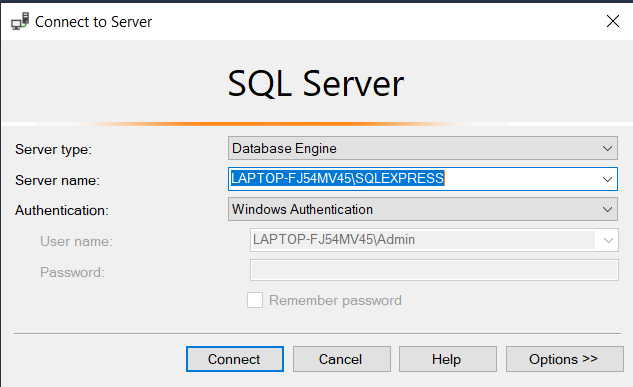 Connect to Server
SQL Server
Server type: Database Engine
Server name: LAPTOP-FJ54MV45\SQLEXPRESS
Authentication: Windows Authentication
User name: LAPTOP-FJ54MV45\Admin
Password:
Remember password
Connect Cancel Help Options >>